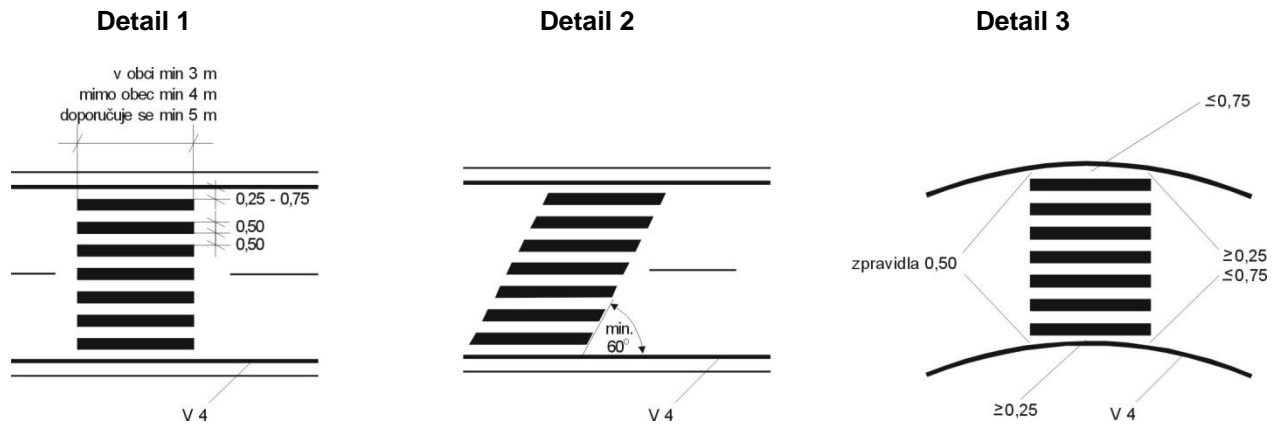 Detail 1
v obci min 3 m
mimo obec min 4 m
doporučuje se min 5 m
0,25 - 0,75
0,50
0,50
V 4
Detail 2
min.
60°
V 4
Detail 3
≤0,75
zpravidla 0,50
≥0,25
≤0,75
≥0,25
V 4